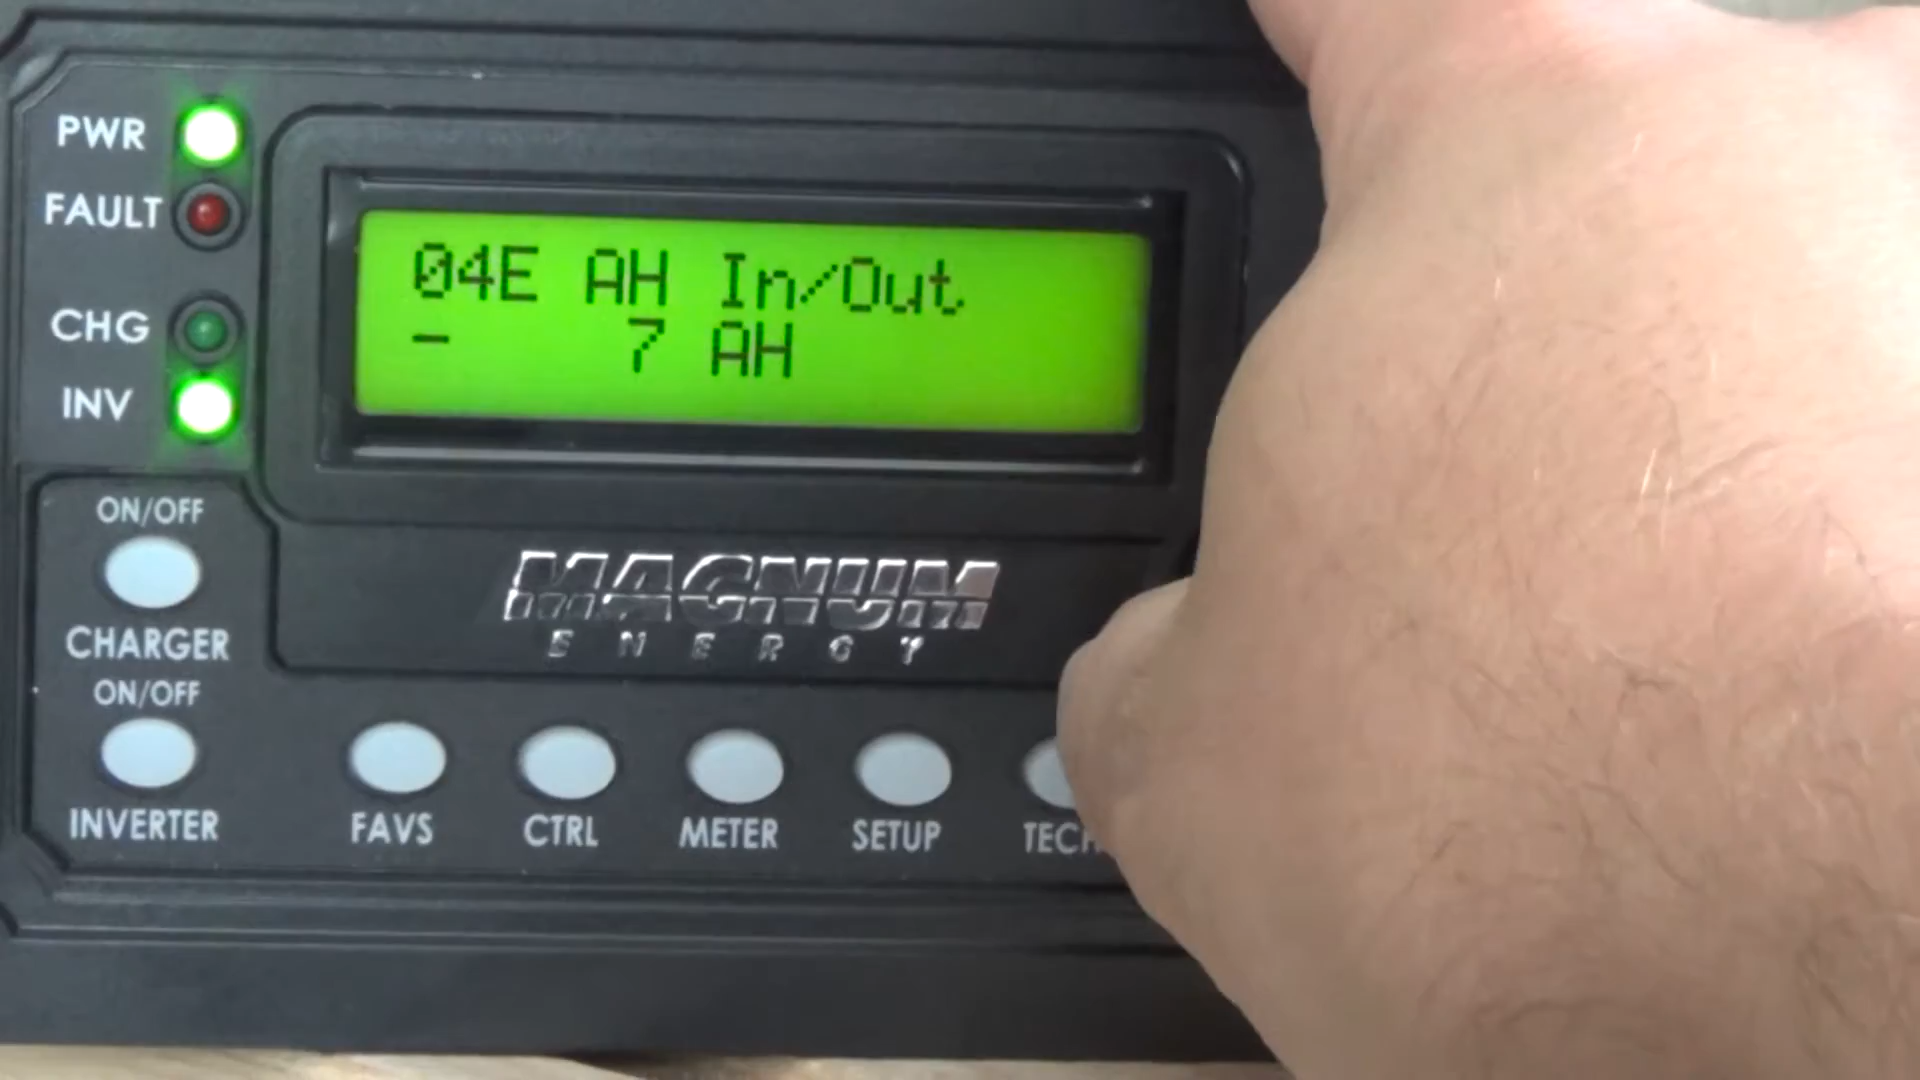 PWR
FAULT
CHG
INV
04E AH In/Out
-     7 AH
MAGNUM
ENERGY
ON/OFF
CHARGER
ON/OFF
INVERTER
FAVS
CTRL
METER
SETUP
TECH